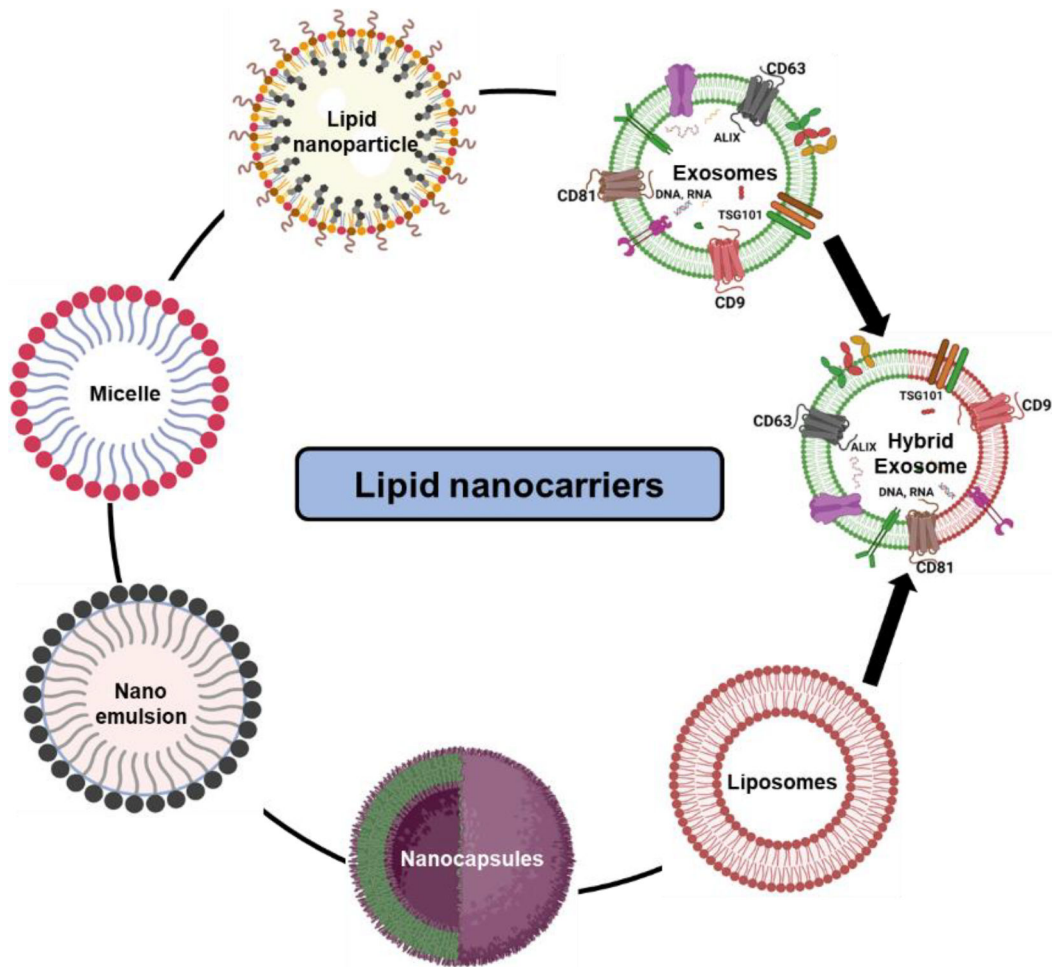 Lipid
nanoparticle
CD63
ALIX
Exosomes
CD81
DNA, RNA
TSG101
CD9
TSG101
CD9
CD63
ALIX
Hybrid
Exosome
DNA, RNA
CD81
Micelle
Lipid nanocarriers
Nano
emulsion
Liposomes
Nanocapsules